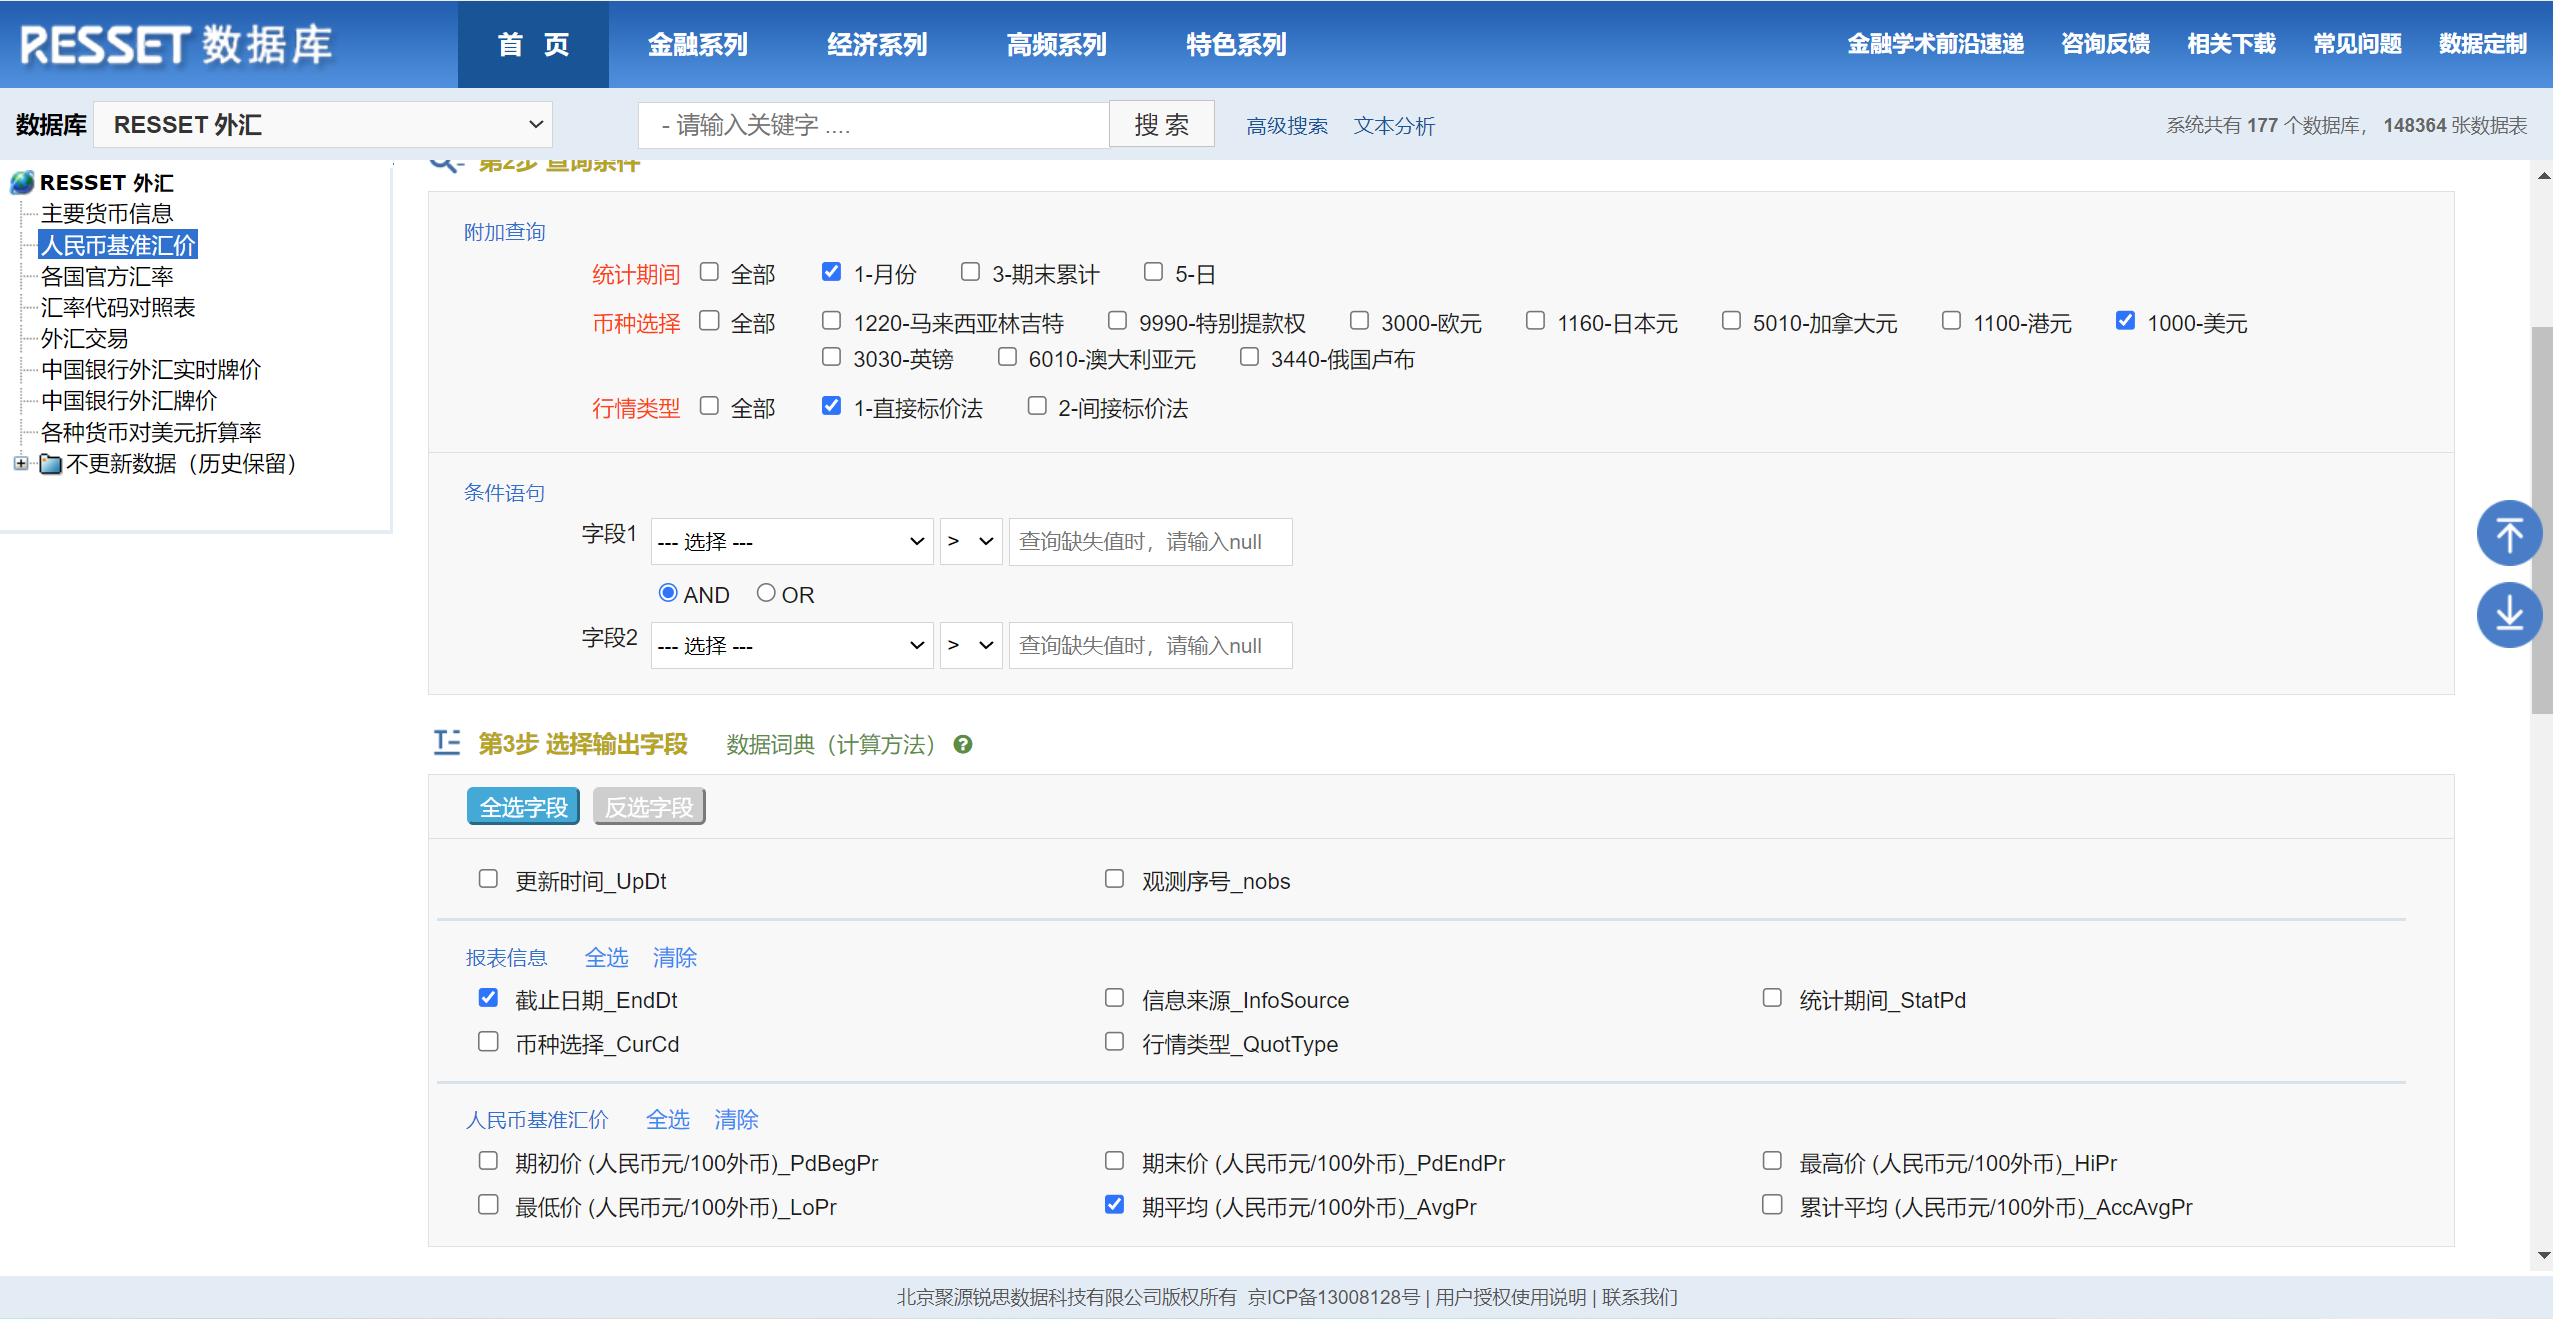 RESSET 数据库 首 页 金融系列 经济系列 高频系列 特色系列 金融学术前沿速递 咨询反馈 相关下载 常见问题 数据定制
数据库 RESSET 外汇 - 请输入关键字 .... 搜 索 高级搜索 文本分析 系统共有 177 个数据库， 148364 张数据表
RESSET 外汇
主要货币信息
人民币基准汇价
各国官方汇率
汇率代码对照表
外汇交易
中国银行外汇实时牌价
中国银行外汇牌价
各种货币对美元折算率
不更新数据（历史保留）
第2步 查询条件
附加查询
统计期间 全部 1-月份 3-期末累计 5-日
币种选择 全部 1220-马来西亚林吉特 9990-特别提款权 3000-欧元 1160-日本元 5010-加拿大元 1100-港元 1000-美元
3030-英镑 6010-澳大利亚元 3440-俄国卢布
行情类型 全部 1-直接标价法 2-间接标价法
条件语句
字段1 --- 选择 --- > 查询缺失值时，请输入null
AND OR
字段2 --- 选择 --- > 查询缺失值时，请输入null
第3步 选择输出字段 数据词典（计算方法） ?
全选字段 反选字段
更新时间_UpDt 观测序号_nobs
报表信息 全选 清除
截止日期_EndDt 信息来源_InfoSource 统计期间_StatPd
币种选择_CurCd 行情类型_QuotType
人民币基准汇价 全选 清除
期初价 (人民币元/100外币)_PdBegPr 期末价 (人民币元/100外币)_PdEndPr 最高价 (人民币元/100外币)_HiPr
最低价 (人民币元/100外币)_LoPr 期平均 (人民币元/100外币)_AvgPr 累计平均 (人民币元/100外币)_AccAvgPr
北京聚源锐思数据科技有限公司版权所有 京ICP备13008128号 | 用户授权使用说明 | 联系我们